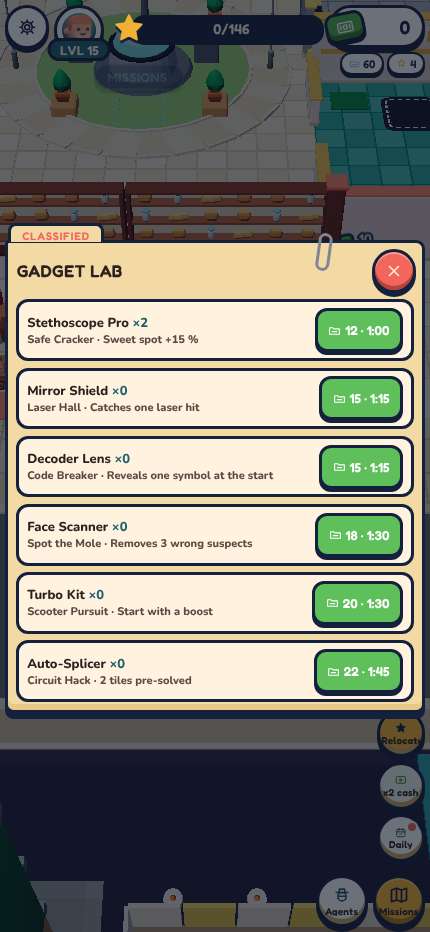 LVL 15
0/146
0
60
4
MISSIONS
CLASSIFIED
GADGET LAB
Stethoscope Pro ×2
Safe Cracker · Sweet spot +15 %
12 · 1:00
Mirror Shield ×0
Laser Hall · Catches one laser hit
15 · 1:15
Decoder Lens ×0
Code Breaker · Reveals one symbol at the start
15 · 1:15
Face Scanner ×0
Spot the Mole · Removes 3 wrong suspects
18 · 1:30
Turbo Kit ×0
Scooter Pursuit · Start with a boost
20 · 1:30
Auto-Splicer ×0
Circuit Hack · 2 tiles pre-solved
22 · 1:45
Relocate
x2 cash
Daily
Agents
Missions